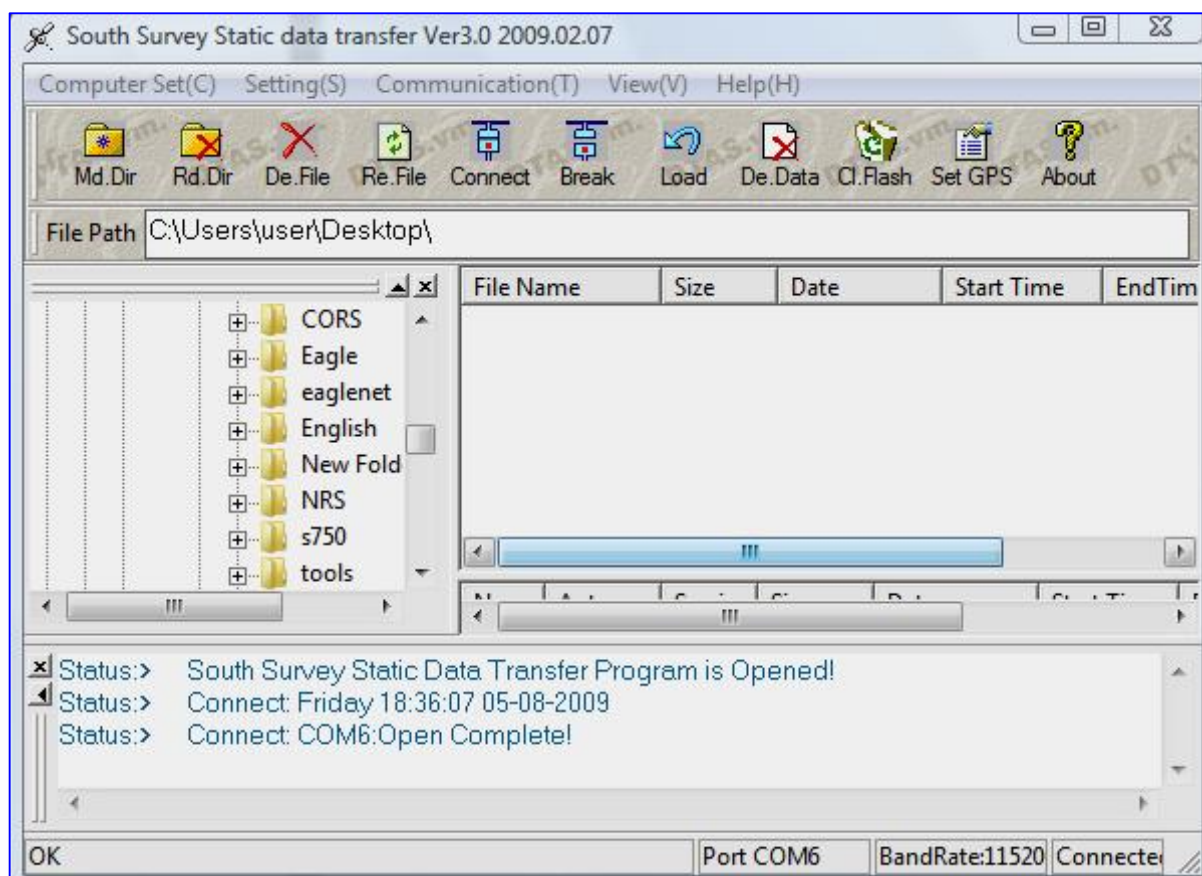 South Survey Static data transfer Ver3.0 2009.02.07
Computer Set(C) Setting(S) Communication(T) View(V) Help(H)
Md.Dir Rd.Dir De.File Re.File Connect Break Load De.Data Cl.Flash Set GPS About
File Path C:\Users\user\Desktop\
File Name Size Date Start Time EndTim
CORS
Eagle
eaglenet
English
New Fold
NRS
s750
tools
Status:> South Survey Static Data Transfer Program is Opened!
Status:> Connect: Friday 18:36:07 05-08-2009
Status:> Connect: COM6:Open Complete!
OK Port COM6 BandRate:11520 Connecte